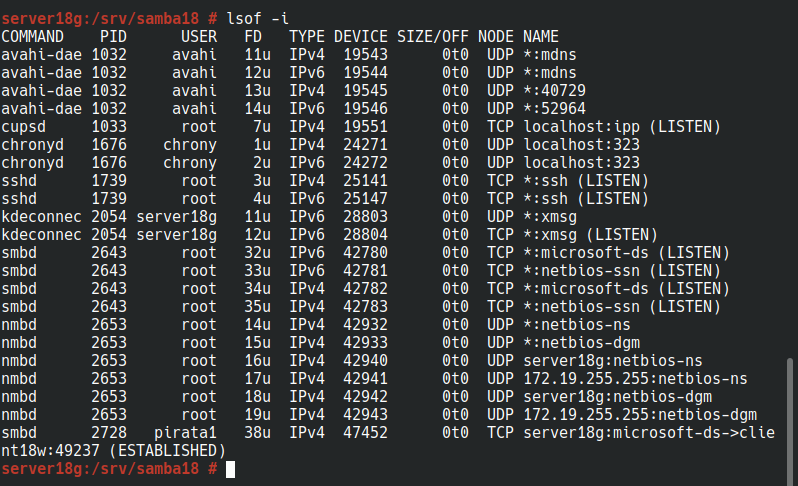 server18g:/srv/samba18 # lsof -i
COMMAND    PID      USER   FD   TYPE DEVICE SIZE/OFF NODE NAME
avahi-dae 1032     avahi   11u  IPv4  19543      0t0  UDP *:mdns
avahi-dae 1032     avahi   12u  IPv6  19544      0t0  UDP *:mdns
avahi-dae 1032     avahi   13u  IPv4  19545      0t0  UDP *:40729
avahi-dae 1032     avahi   14u  IPv6  19546      0t0  UDP *:52964
cupsd     1033      root    7u  IPv4  19551      0t0  TCP localhost:ipp (LISTEN)
chronyd   1676    chrony    1u  IPv4  24271      0t0  UDP localhost:323
chronyd   1676    chrony    2u  IPv6  24272      0t0  UDP localhost:323
sshd      1739      root    3u  IPv4  25141      0t0  TCP *:ssh (LISTEN)
sshd      1739      root    4u  IPv6  25147      0t0  TCP *:ssh (LISTEN)
kdeconnec 2054 server18g   11u  IPv6  28803      0t0  UDP *:xmsg
kdeconnec 2054 server18g   12u  IPv6  28804      0t0  TCP *:xmsg (LISTEN)
smbd      2643      root   32u  IPv6  42780      0t0  TCP *:microsoft-ds (LISTEN)
smbd      2643      root   33u  IPv6  42781      0t0  TCP *:netbios-ssn (LISTEN)
smbd      2643      root   34u  IPv4  42782      0t0  TCP *:microsoft-ds (LISTEN)
smbd      2643      root   35u  IPv4  42783      0t0  TCP *:netbios-ssn (LISTEN)
nmbd      2653      root   14u  IPv4  42932      0t0  UDP *:netbios-ns
nmbd      2653      root   15u  IPv4  42933      0t0  UDP *:netbios-dgm
nmbd      2653      root   16u  IPv4  42940      0t0  UDP server18g:netbios-ns
nmbd      2653      root   17u  IPv4  42941      0t0  UDP 172.19.255.255:netbios-ns
nmbd      2653      root   18u  IPv4  42942      0t0  UDP server18g:netbios-dgm
nmbd      2653      root   19u  IPv4  42943      0t0  UDP 172.19.255.255:netbios-dgm
smbd      2728   pirata1   38u  IPv4  47452      0t0  TCP server18g:microsoft-ds->clie
nt18w:49237 (ESTABLISHED)
server18g:/srv/samba18 #